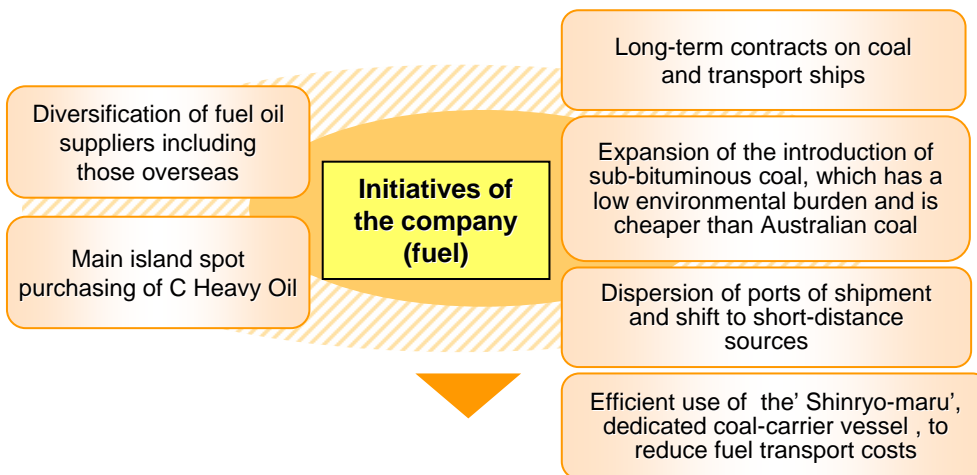 Diversification of fuel oil
suppliers including
those overseas
Main island spot
purchasing of C Heavy Oil
Initiatives of
the company
(fuel)
Long-term contracts on coal
and transport ships
Expansion of the introduction of
sub-bituminous coal, which has a
low environmental burden and is
cheaper than Australian coal
Dispersion of ports of shipment
and shift to short-distance
sources
Efficient use of  the’ Shinryo-maru’,
dedicated coal-carrier vessel , to
reduce fuel transport costs